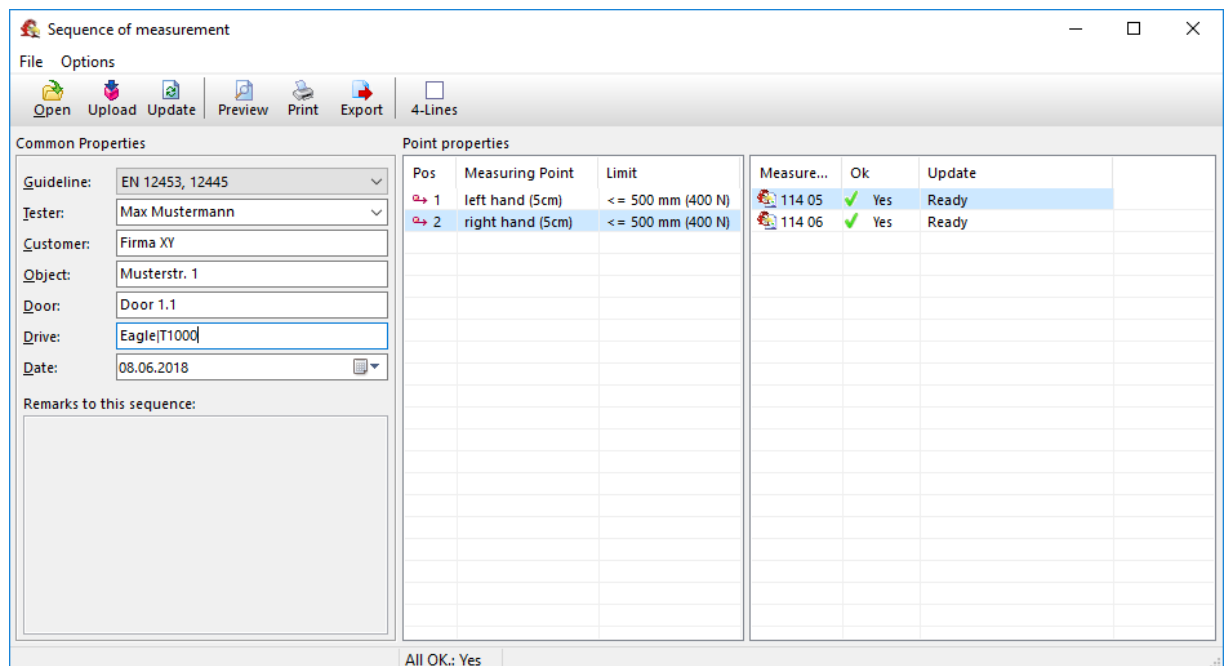 Sequence of measurement
File Options
Open Upload Update Preview Print Export 4-Lines
Common Properties
Guideline: EN 12453, 12445
Tester: Max Mustermann
Customer: Firma XY
Object: Musterstr. 1
Door: Door 1.1
Drive: Eagle|T1000
Date: 08.06.2018
Remarks to this sequence:
Point properties
Pos Measuring Point Limit
1 left hand (5cm) <= 500 mm (400 N)
2 right hand (5cm) <= 500 mm (400 N)
Measure... Ok Update
114 05 Yes Ready
114 06 Yes Ready
All OK.: Yes